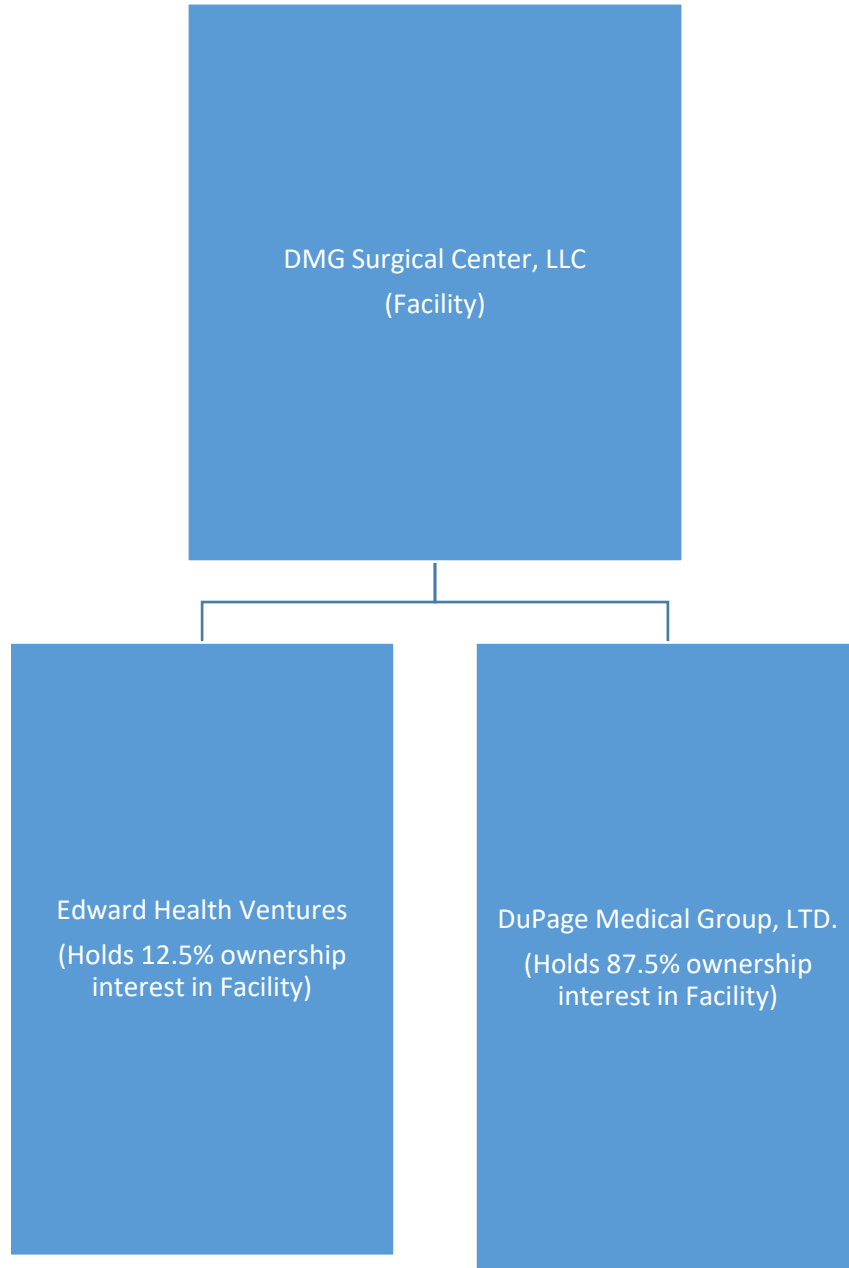 DMG Surgical Center, LLC
(Facility)
Edward Health Ventures
(Holds 12.5% ownership
interest in Facility)
DuPage Medical Group, LTD.
(Holds 87.5% ownership
interest in Facility)